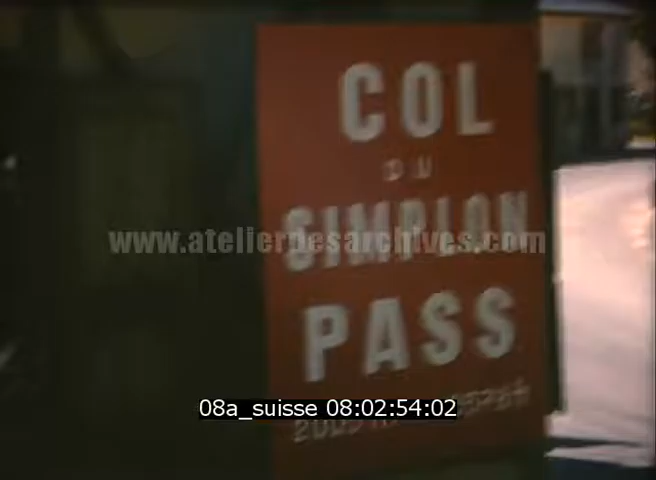 COL
DU
SIMPLON
www.atelierdesarchives.com
PASS
08a_suisse 08:02:54:02